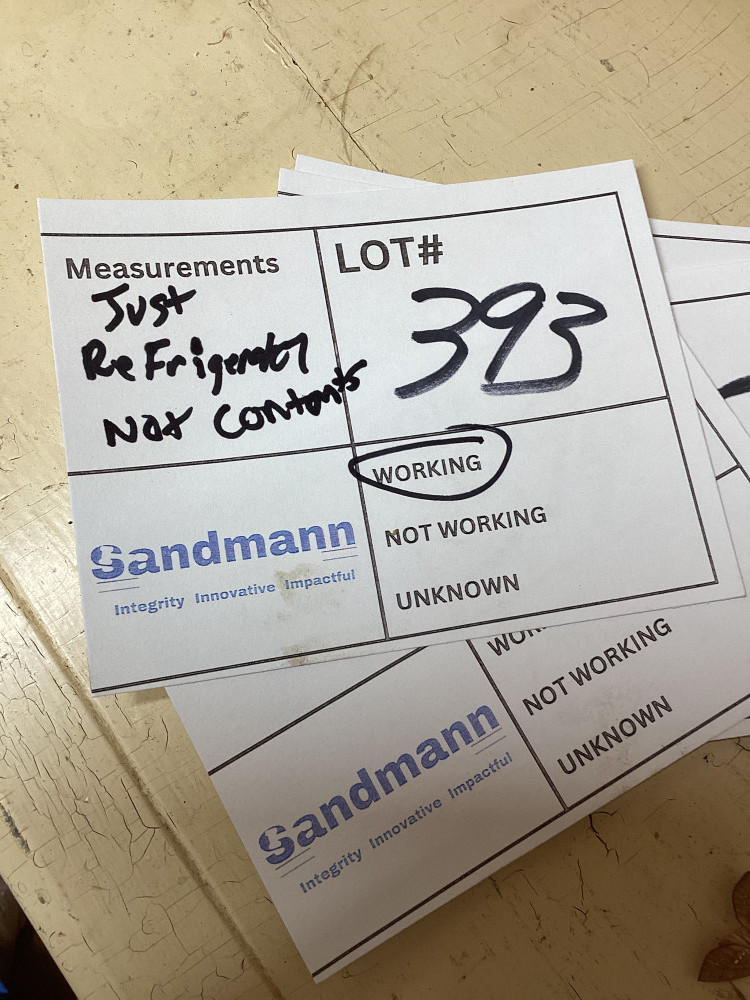 Measurements
Just
Refrigerator
Not Contents
LOT#
393
WORKING
NOT WORKING
UNKNOWN
Sandmann
Integrity Innovative Impactful
NOT WORKING
UNKNOWN
Sandmann
Integrity Innovative Impactful